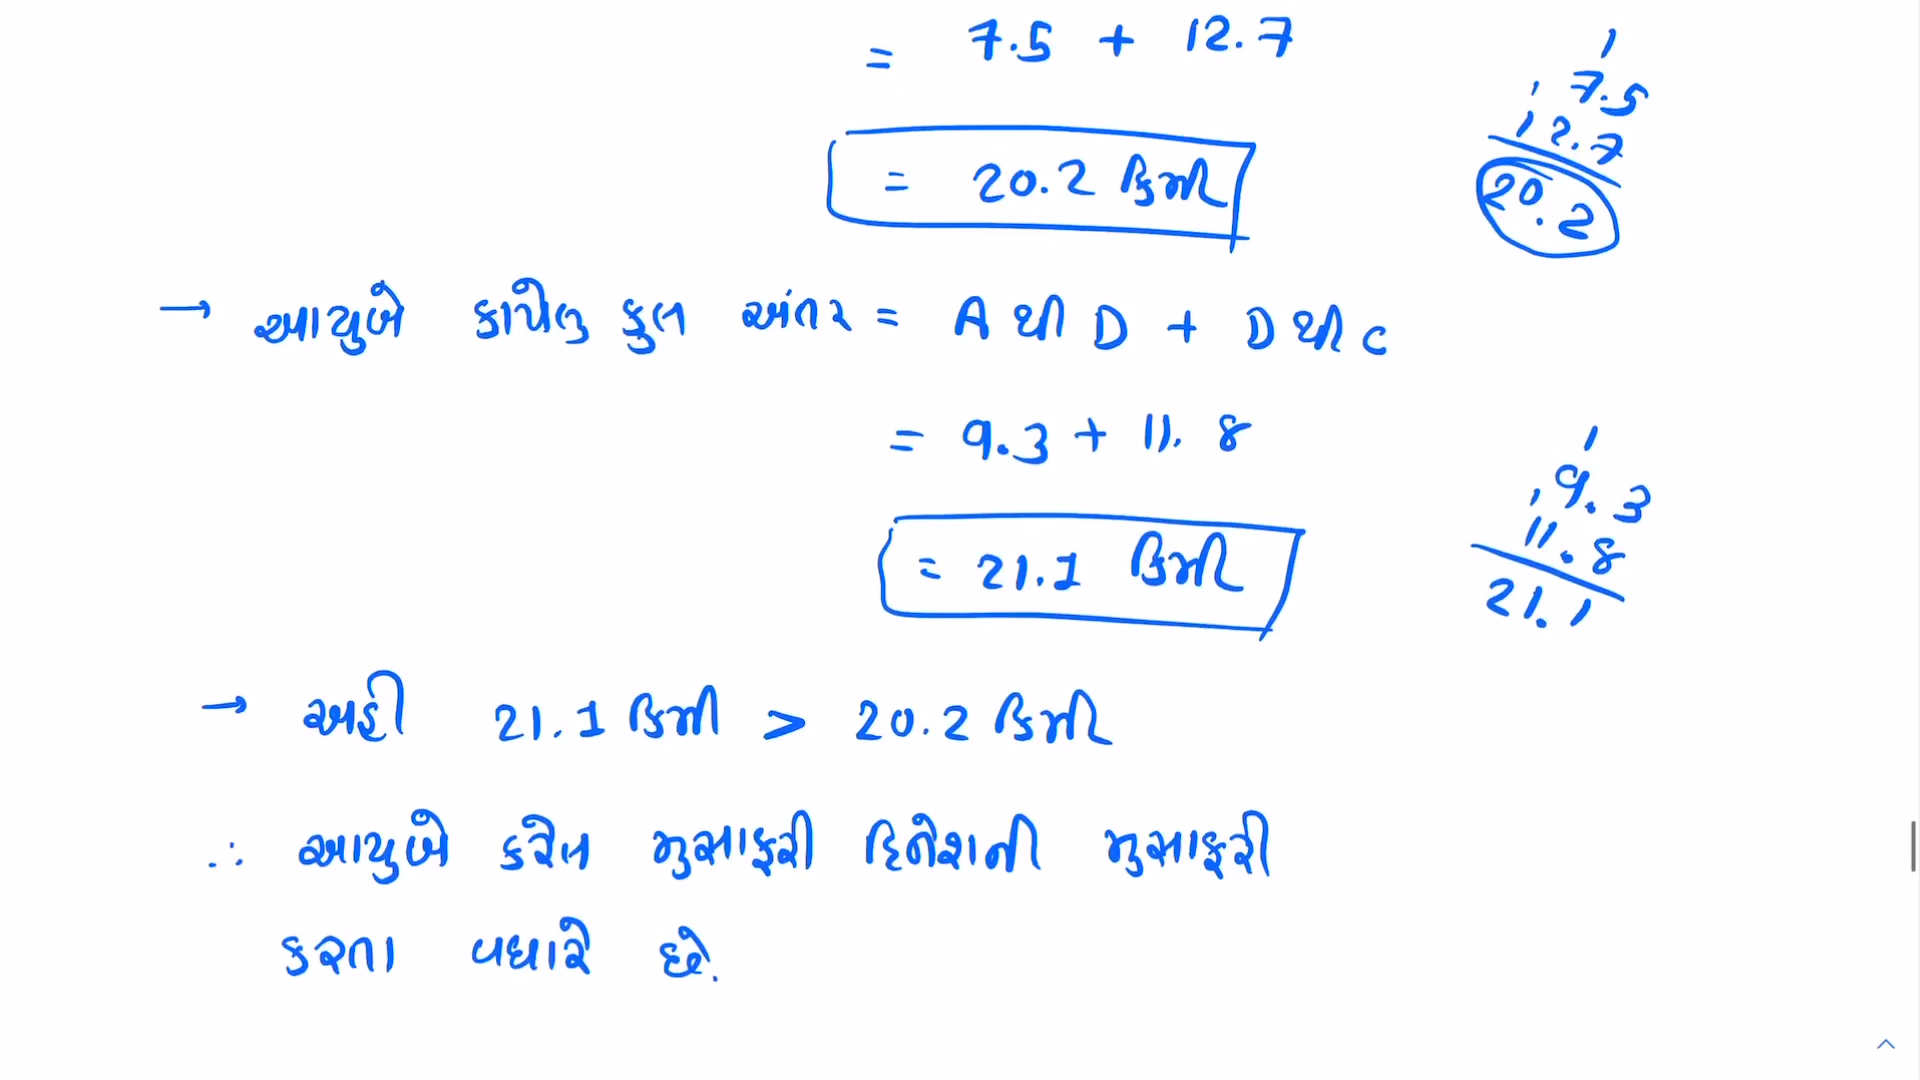 = 7.5 + 12.7
1
7.5
1
12.7
20.2
= 20.2 કિમી
→ આયુબે કાપેલુ કુલ અંતર = A થી D + D થી C
= 9.3 + 11.8
1
1 9.3
11.8
21.1
= 21.1 કિમી
→ અહીં 21.1 કિમી > 20.2 કિમી
∴ આયુબે કરેલ મુસાફરી દિનેશની મુસાફરી
કરતા વધારે છે.